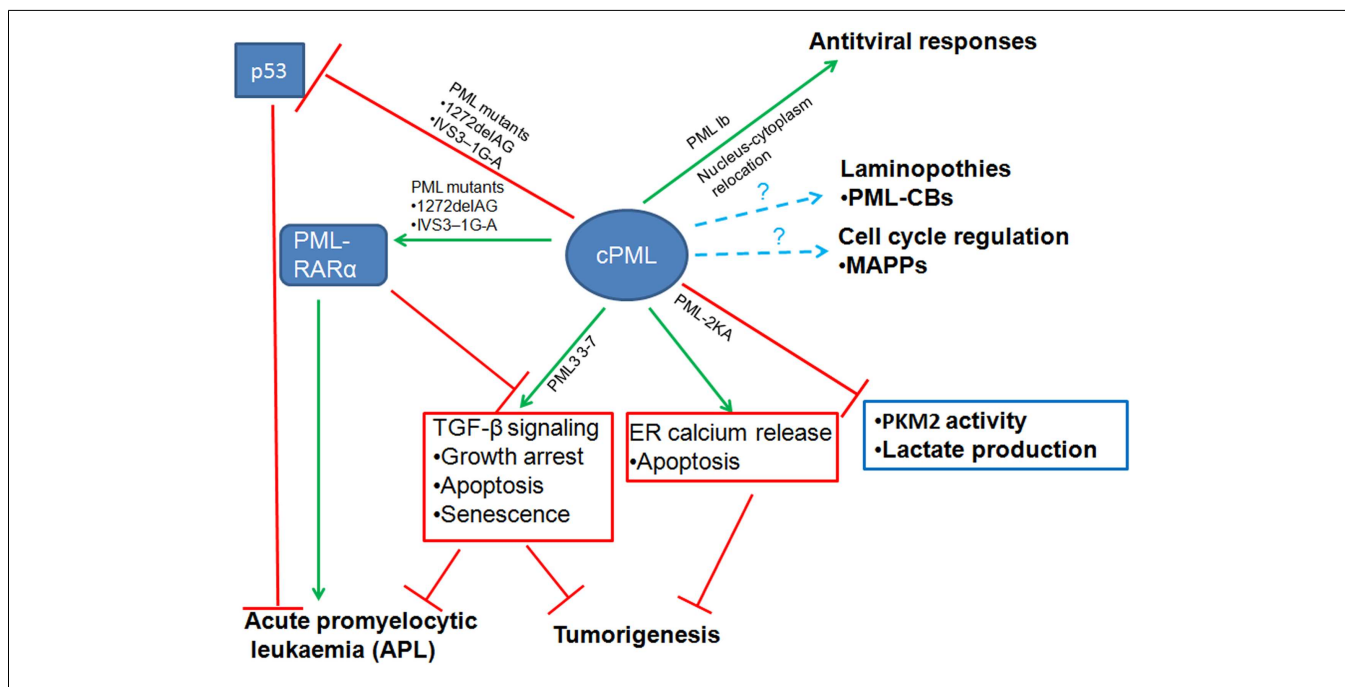 Antitviral responses
p53
PML mutants
•1272delAG
•IVS3–1G-A
PML Ib
Nucleus-cytoplasm
relocation
Laminopothies
•PML-CBs
?
PML mutants
•1272delAG
•IVS3–1G-A
Cell cycle regulation
•MAPPs
?
PML-
RARα
cPML
PML-2KA
PML3 3-7
TGF-β signaling
•Growth arrest
•Apoptosis
•Senescence
ER calcium release
•Apoptosis
•PKM2 activity
•Lactate production
Acute promyelocytic
leukaemia (APL)
Tumorigenesis